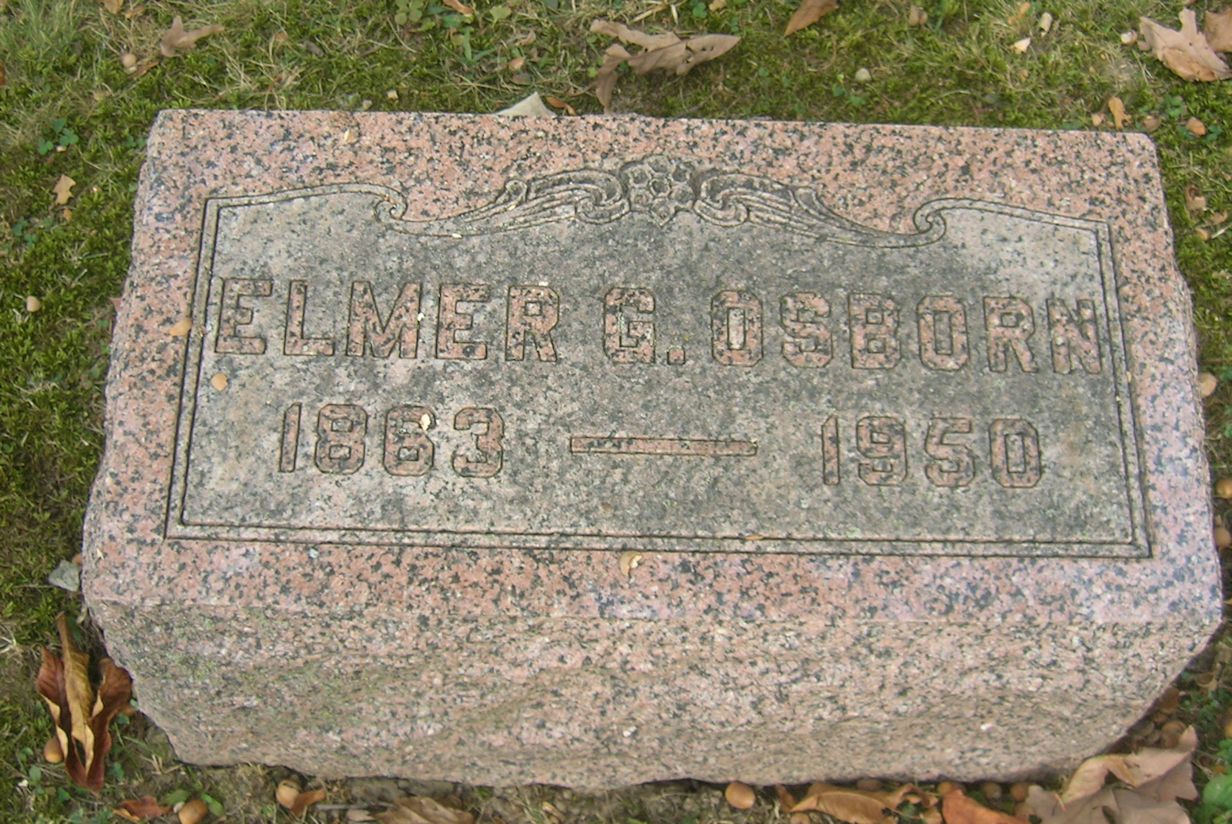 ELMER G. OSBORN
1863 — 1950